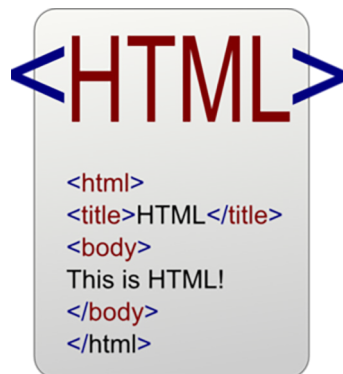 <HTML>
<html>
<title>HTML</title>
<body>
This is HTML!
</body>
</html>